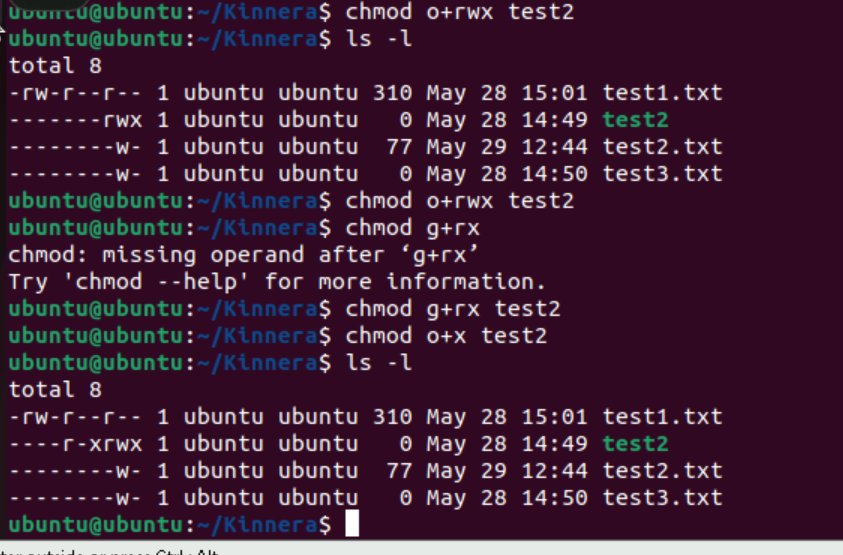 ubuntu@ubuntu:~/Kinnera$ chmod o+rwx test2
ubuntu@ubuntu:~/Kinnera$ ls -l
total 8
-rw-r--r-- 1 ubuntu ubuntu 310 May 28 15:01 test1.txt
-------rwx 1 ubuntu ubuntu   0 May 28 14:49 test2
--------w- 1 ubuntu ubuntu  77 May 29 12:44 test2.txt
--------w- 1 ubuntu ubuntu   0 May 28 14:50 test3.txt
ubuntu@ubuntu:~/Kinnera$ chmod o+rwx test2
ubuntu@ubuntu:~/Kinnera$ chmod g+rx
chmod: missing operand after ‘g+rx’
Try 'chmod --help' for more information.
ubuntu@ubuntu:~/Kinnera$ chmod g+rx test2
ubuntu@ubuntu:~/Kinnera$ chmod o+x test2
ubuntu@ubuntu:~/Kinnera$ ls -l
total 8
-rw-r--r-- 1 ubuntu ubuntu 310 May 28 15:01 test1.txt
----r-xrwx 1 ubuntu ubuntu   0 May 28 14:49 test2
--------w- 1 ubuntu ubuntu  77 May 29 12:44 test2.txt
--------w- 1 ubuntu ubuntu   0 May 28 14:50 test3.txt
ubuntu@ubuntu:~/Kinnera$
outside or press Ctrl+Alt